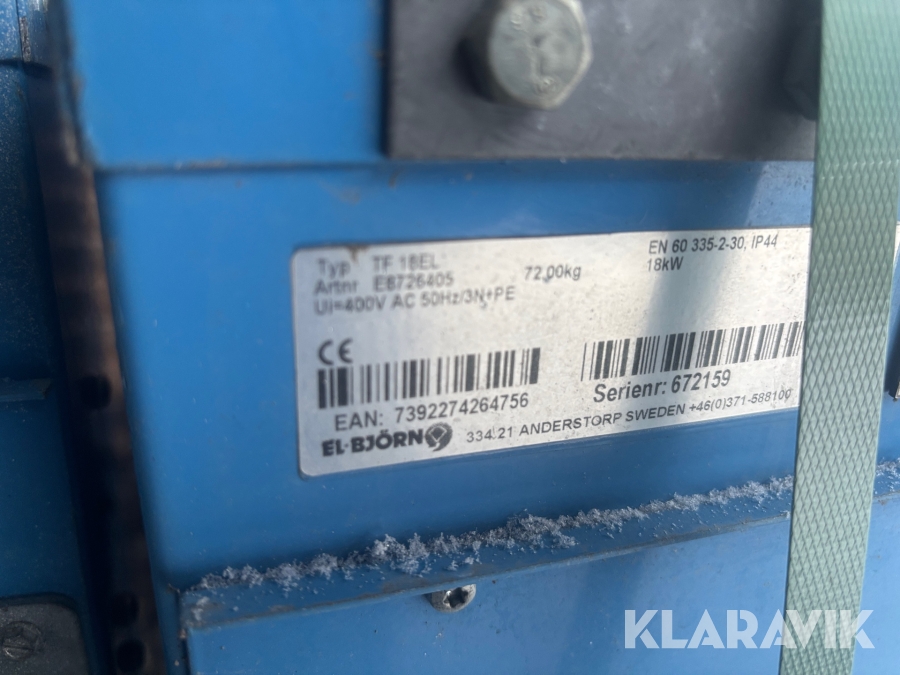 Typ TF 18EL
Artnr E8726405 72,00kg
Ui=400V AC 50Hz/3N+PE
EN 60 335-2-30, IP44
18kW
CE
EAN: 7392274264756
Serienr: 672159
EL-BJÖRN
334 21 ANDERSTORP SWEDEN +46(0)371-588100
KLARAVIK